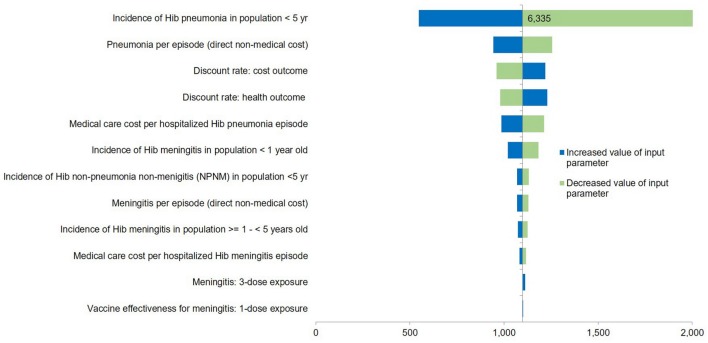 Incidence of Hib pneumonia in population < 5 yr
6,335
Pneumonia per episode (direct non-medical cost)
Discount rate: cost outcome
Discount rate: health outcome
Medical care cost per hospitalized Hib pneumonia episode
Incidence of Hib meningitis in population < 1 year old
Incidence of Hib non-pneumonia non-menigitis (NPNM) in population <5 yr
Meningitis per episode (direct non-medical cost)
Incidence of Hib meningitis in population >= 1 - < 5 years old
Medical care cost per hospitalized Hib meningitis episode
Meningitis: 3-dose exposure
Vaccine effectiveness for meningitis: 1-dose exposure
Increased value of input
parameter
Decreased value of input
parameter
0
500
1,000
1,500
2,000